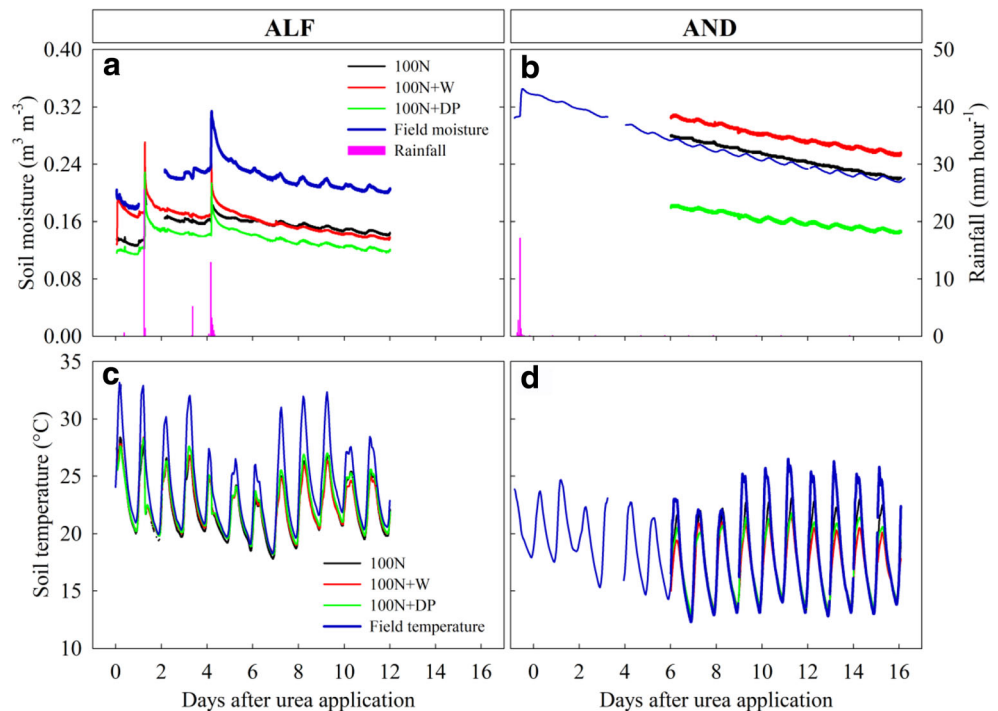 ALF
AND
a
b
0.40
0.32
0.24
0.16
0.08
0.00
Soil moisture (m³ m⁻³)
100N
100N+W
100N+DP
Field moisture
Rainfall
50
40
30
20
10
0
Rainfall (mm hour⁻¹)
c
d
35
30
25
20
15
10
Soil temperature (°C)
100N
100N+W
100N+DP
Field temperature
0 2 4 6 8 10 12 14 16
0 2 4 6 8 10 12 14 16
Days after urea application
Days after urea application